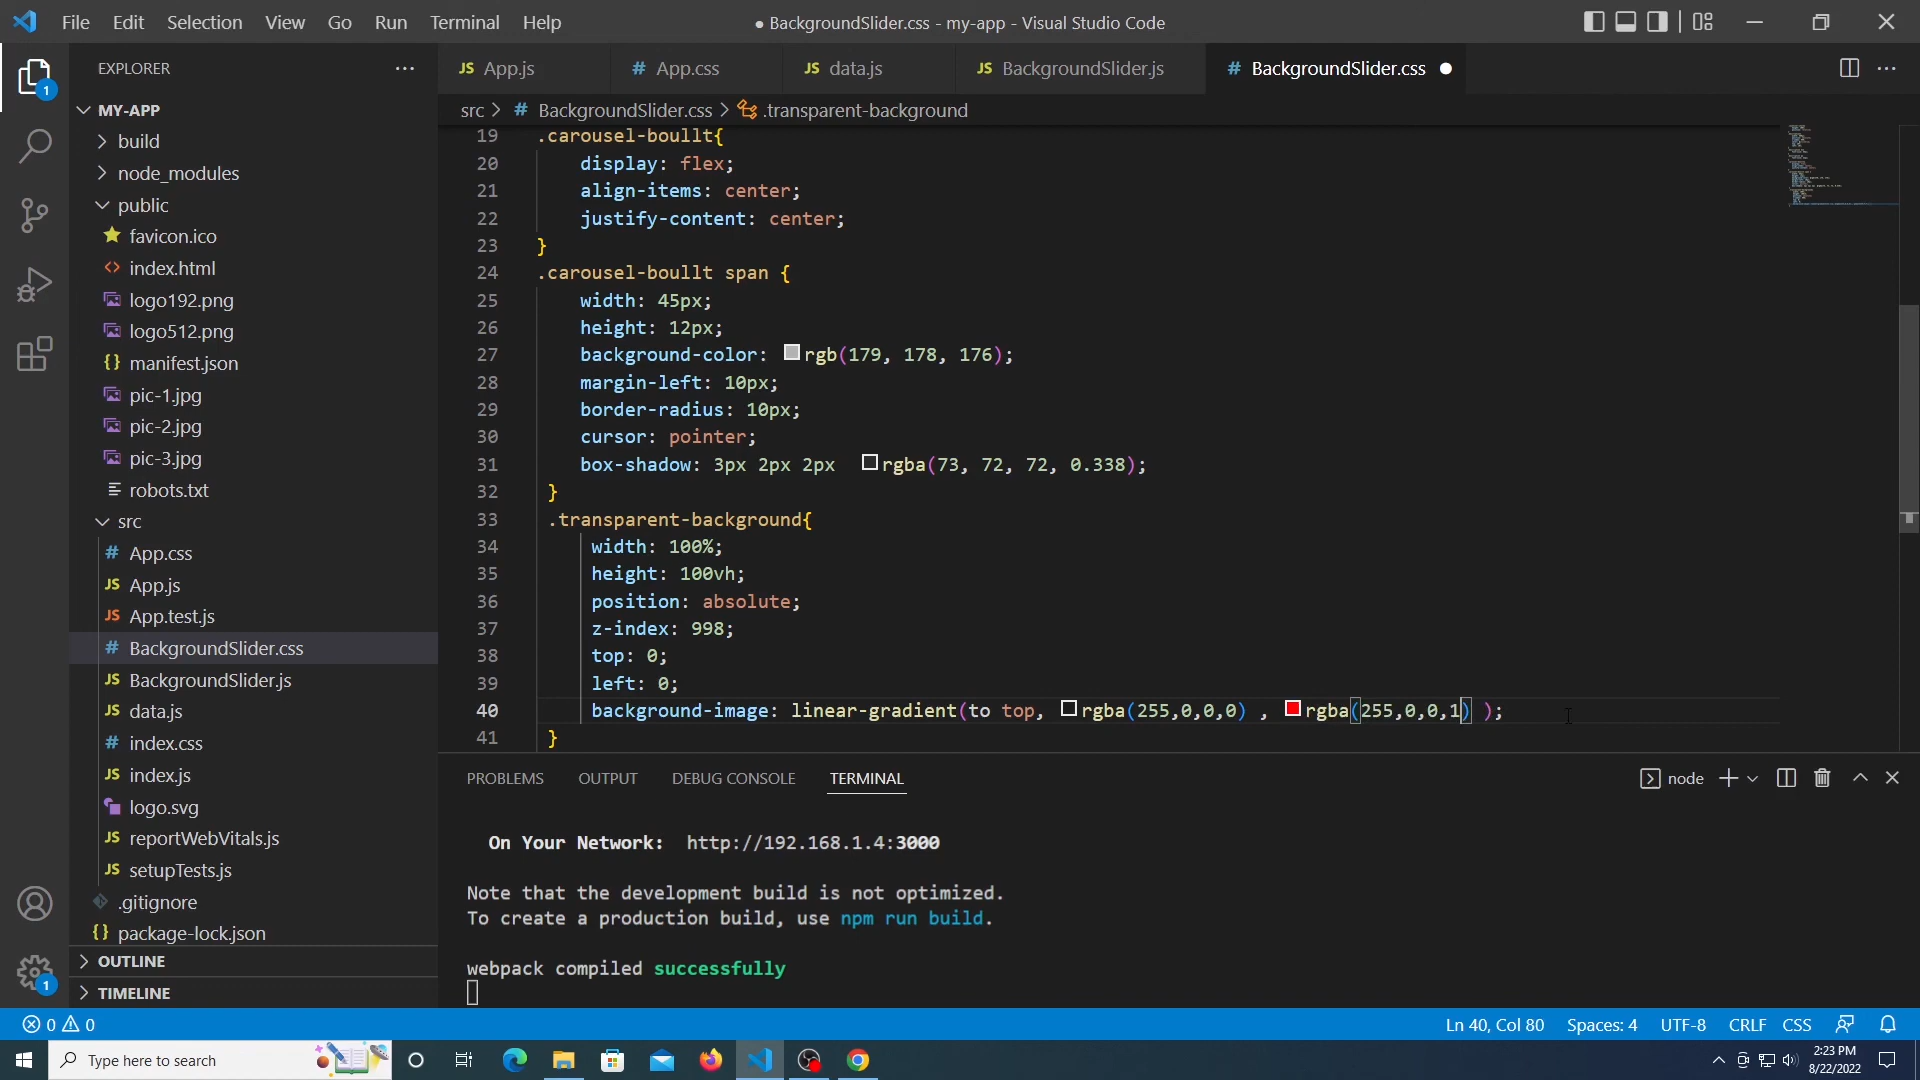 File Edit Selection View Go Run Terminal Help
● BackgroundSlider.css - my-app - Visual Studio Code
EXPLORER
MY-APP
build
node_modules
public
favicon.ico
index.html
logo192.png
logo512.png
manifest.json
pic-1.jpg
pic-2.jpg
pic-3.jpg
robots.txt
src
App.css
App.js
App.test.js
BackgroundSlider.css
BackgroundSlider.js
data.js
index.css
index.js
logo.svg
reportWebVitals.js
setupTests.js
.gitignore
package-lock.json
OUTLINE
TIMELINE
1
1
JS App.js # App.css JS data.js JS BackgroundSlider.js # BackgroundSlider.css
src > # BackgroundSlider.css > .transparent-background
19 .carousel-boullt{
20 display: flex;
21 align-items: center;
22 justify-content: center;
23 }
24 .carousel-boullt span {
25 width: 45px;
26 height: 12px;
27 background-color: rgb(179, 178, 176);
28 margin-left: 10px;
29 border-radius: 10px;
30 cursor: pointer;
31 box-shadow: 3px 2px 2px rgba(73, 72, 72, 0.338);
32 }
33 .transparent-background{
34 width: 100%;
35 height: 100vh;
36 position: absolute;
37 z-index: 998;
38 top: 0;
39 left: 0;
40 background-image: linear-gradient(to top, rgba(255,0,0,0) , rgba(255,0,0,1) );
41 }
PROBLEMS OUTPUT DEBUG CONSOLE TERMINAL
node
On Your Network: http://192.168.1.4:3000
Note that the development build is not optimized.
To create a production build, use npm run build.
webpack compiled successfully
0 0
Ln 40, Col 80 Spaces: 4 UTF-8 CRLF CSS
Type here to search
2:23 PM
8/22/2022